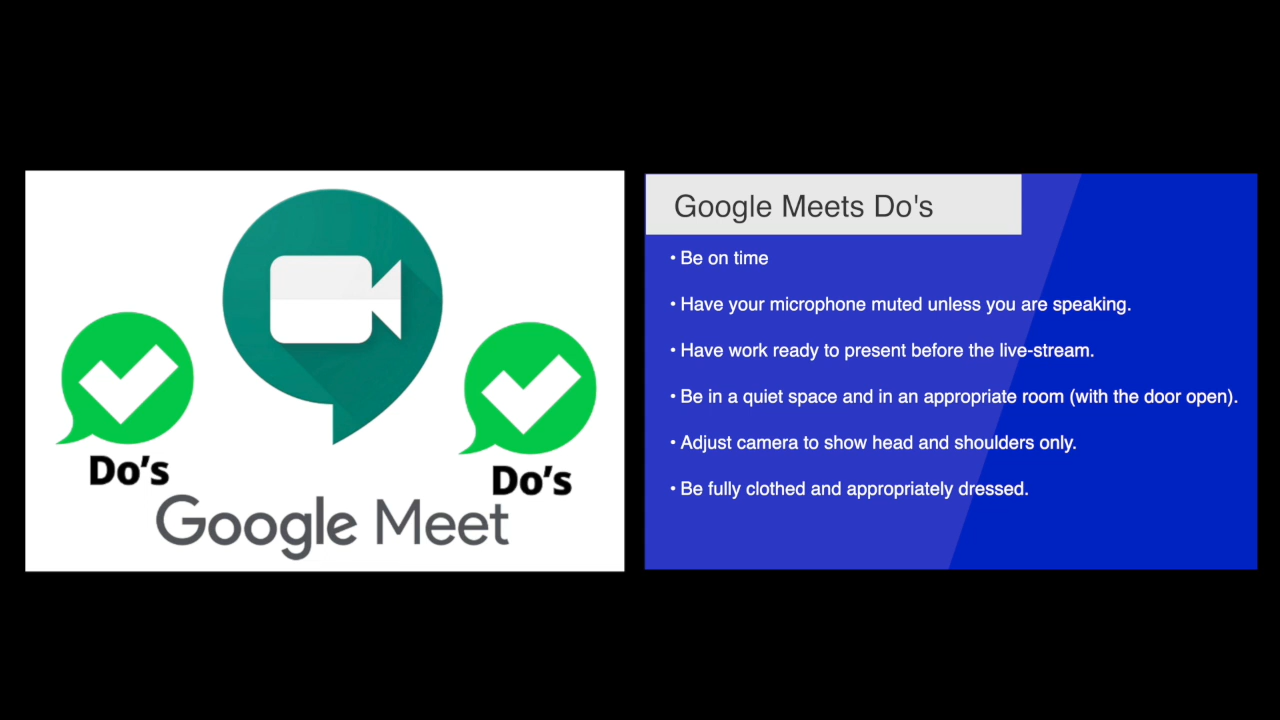 Do's
Do's
Google Meet
Google Meets Do's
• Be on time
• Have your microphone muted unless you are speaking.
• Have work ready to present before the live-stream.
• Be in a quiet space and in an appropriate room (with the door open).
• Adjust camera to show head and shoulders only.
• Be fully clothed and appropriately dressed.